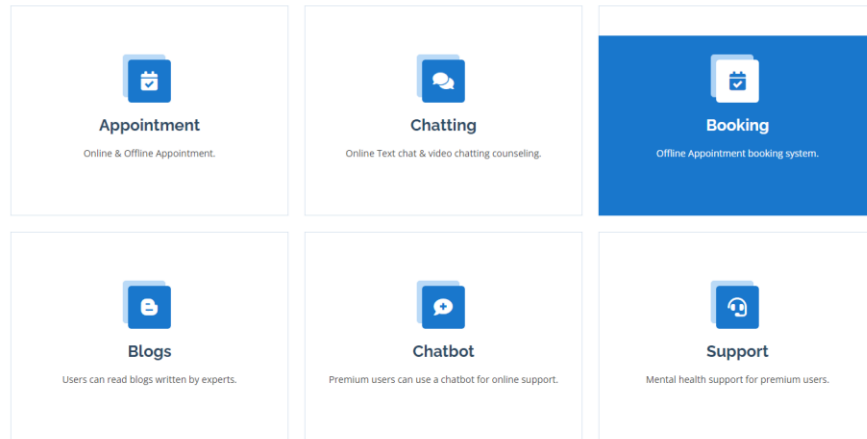 Appointment
Online & Offline Appointment.
Chatting
Online Text chat & video chatting counseling.
Booking
Offline Appointment booking system.
Blogs
Users can read blogs written by experts.
Chatbot
Premium users can use a chatbot for online support.
Support
Mental health support for premium users.